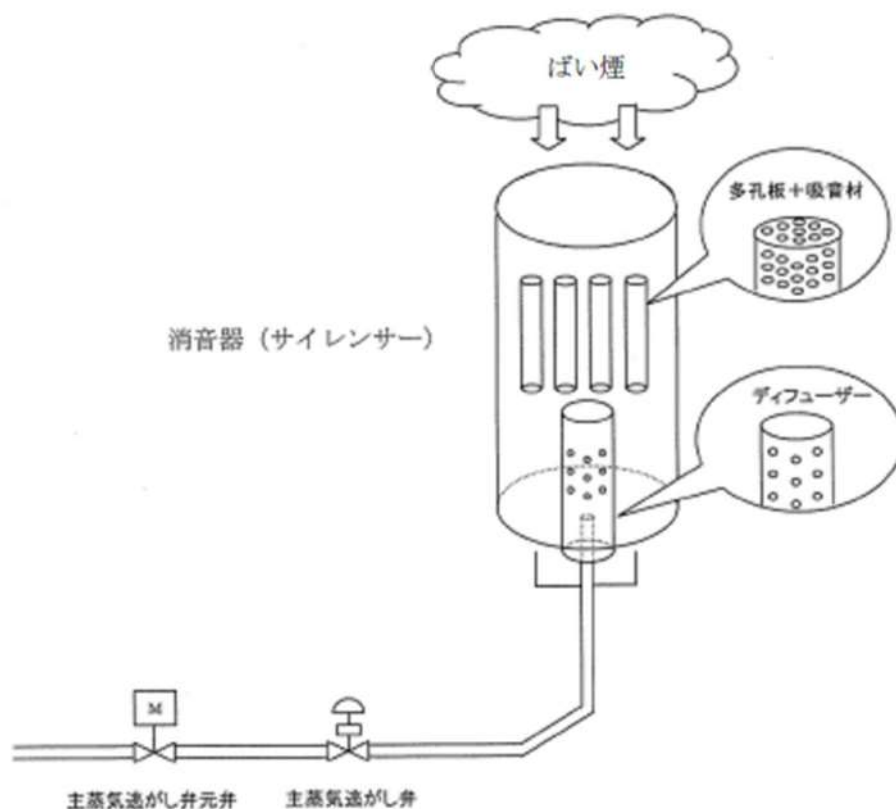 ばい煙
多孔板+吸音材
消音器(サイレンサー)
ディフューザー
M
主蒸気逃がし弁元弁
主蒸気逃がし弁